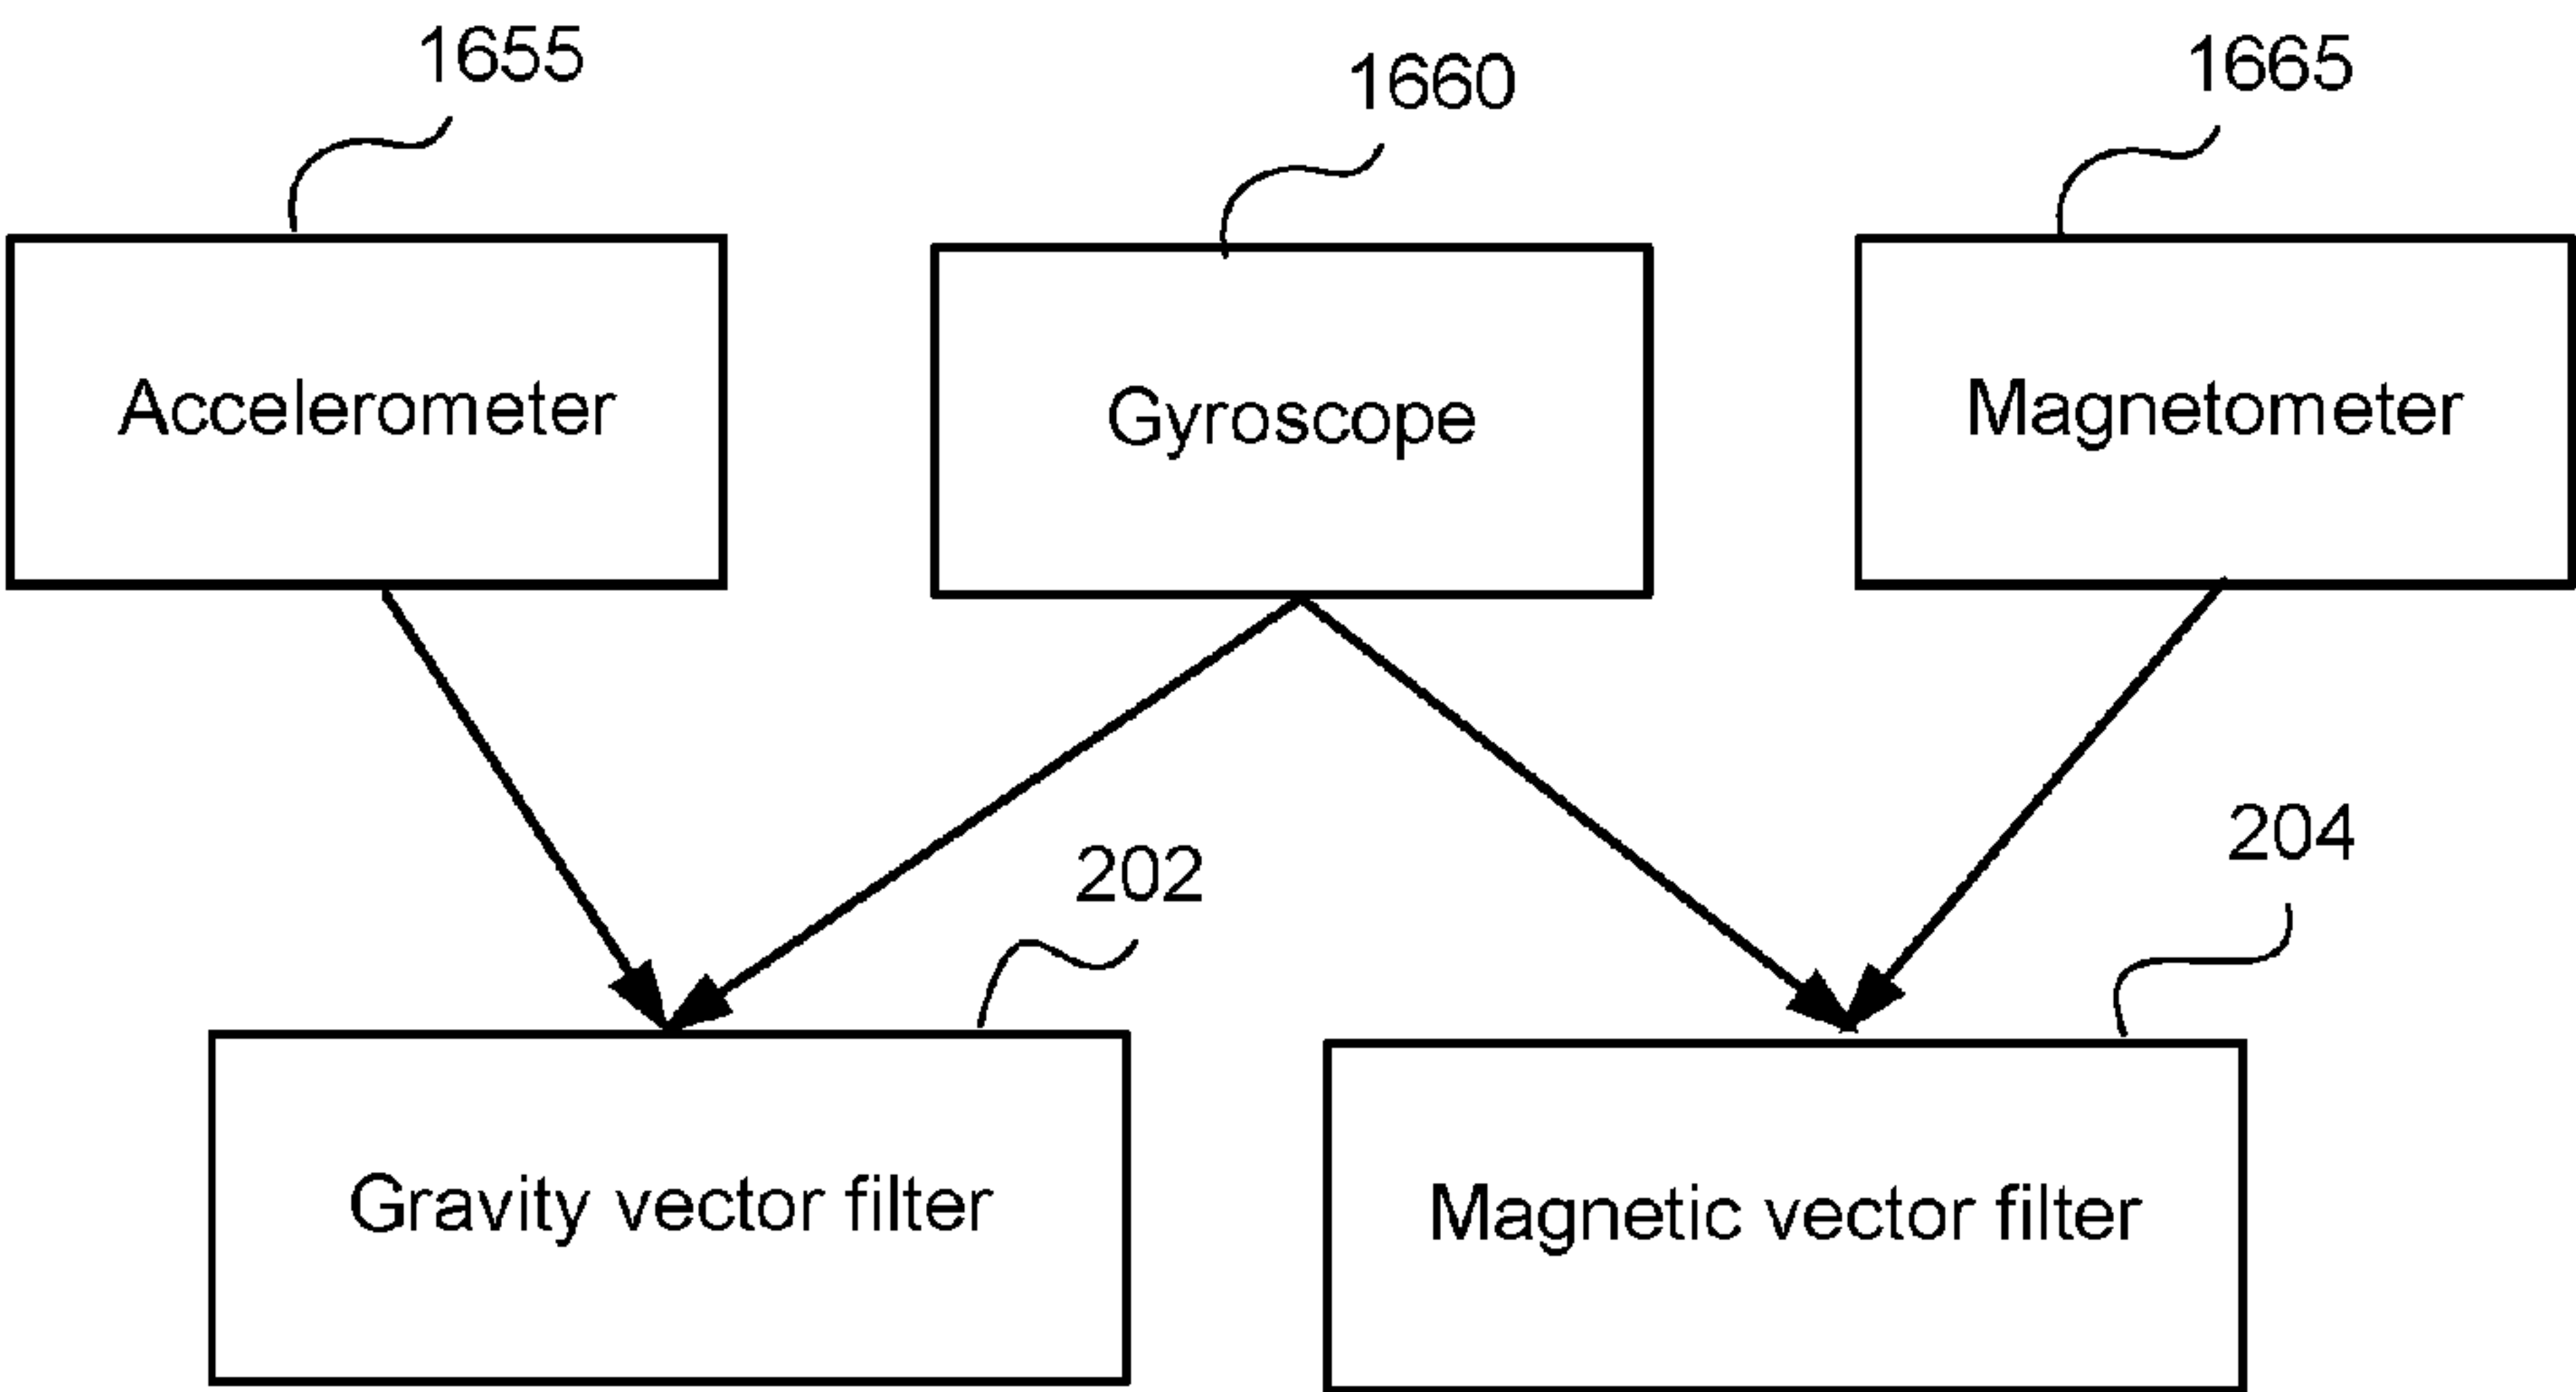 1655
1660
1665
Accelerometer
Gyroscope
Magnetometer
202
204
Gravity vector filter
Magnetic vector filter